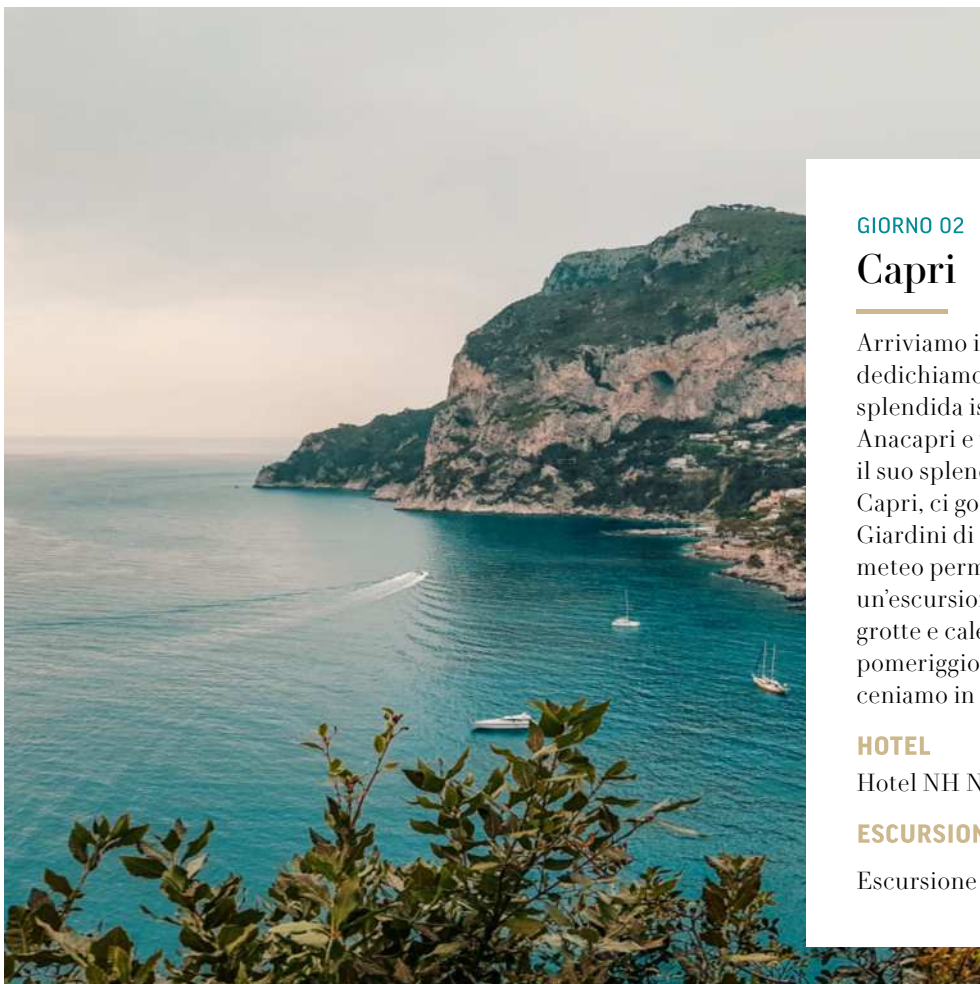 GIORNO 02
Capri
Arriviamo i
dedichiamo
splendida is
Anacapri e
il suo splen
Capri, ci go
Giardini di
meteo perm
un'escursio
grotte e cale
pomeriggio
ceniamo in
HOTEL
Hotel NH N
ESCURSION
Escursione